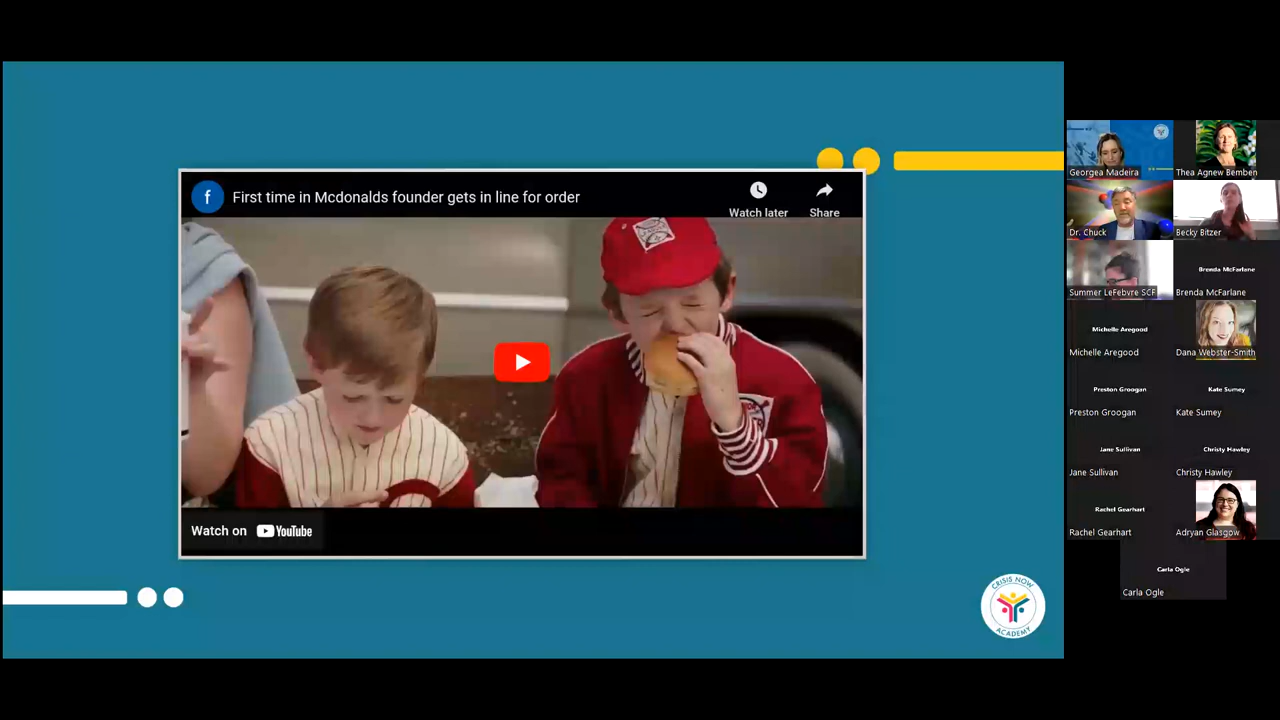 f
First time in Mcdonalds founder gets in line for order
Watch later
Share
Watch on YouTube
CRISIS NOW
ACADEMY
Georgea Madeira
Thea Agnew Bemben
Dr. Chuck
Becky Bitzer
Summer LeFebvre SCF
Brenda McFarlane
Brenda McFarlane
Michelle Aregood
Michelle Aregood
Dana Webster-Smith
Preston Groogan
Preston Groogan
Kate Sumey
Kate Sumey
Jane Sullivan
Jane Sullivan
Christy Hawley
Christy Hawley
Rachel Gearhart
Rachel Gearhart
Adryan Glasgow
Carla Ogle
Carla Ogle